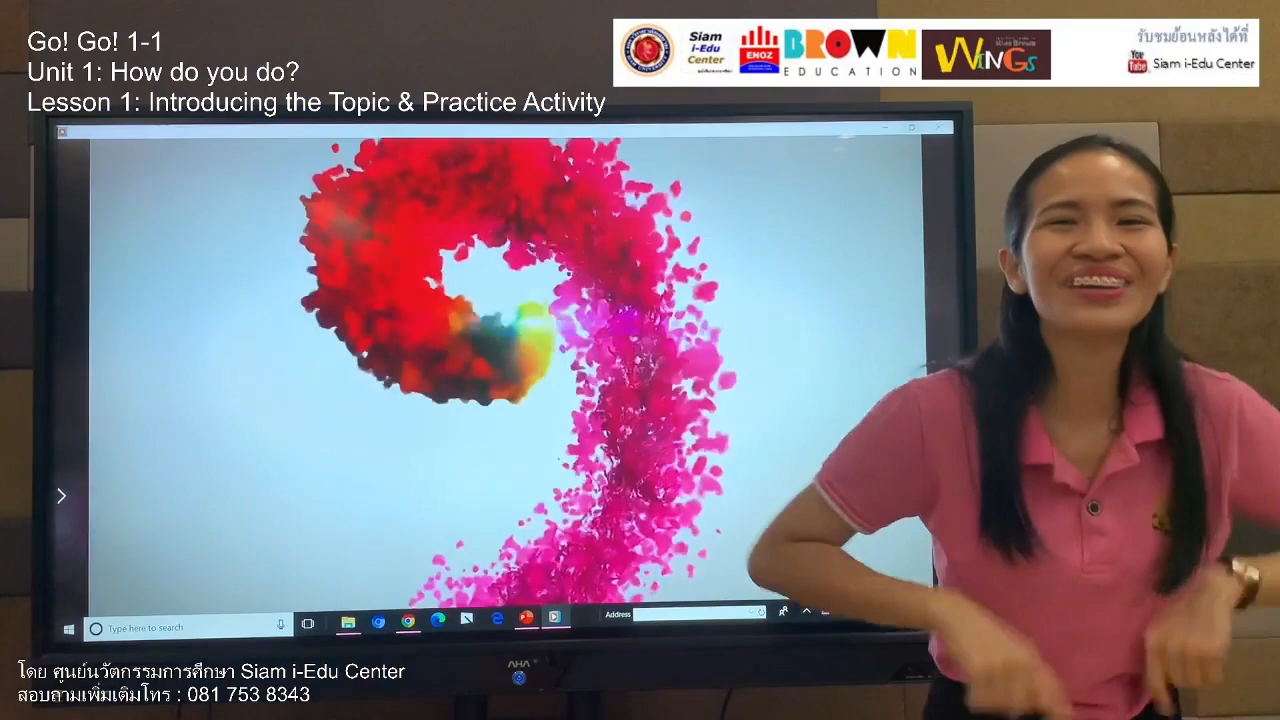 Go! Go! 1-1
Unit 1: How do you do?
Lesson 1: Introducing the Topic & Practice Activity
Siam
i-Edu
Center
ENOZ
BROWN
EDUCATION
WiNGs
รับชมย้อนหลังได้ที่
You
Tube
Siam i-Edu Center
Type here to search
Address
AHA
โดย ศูนย์นวัตกรรมการศึกษา Siam i-Edu Center
สอบถามเพิ่มเติมโทร : 081 753 8343